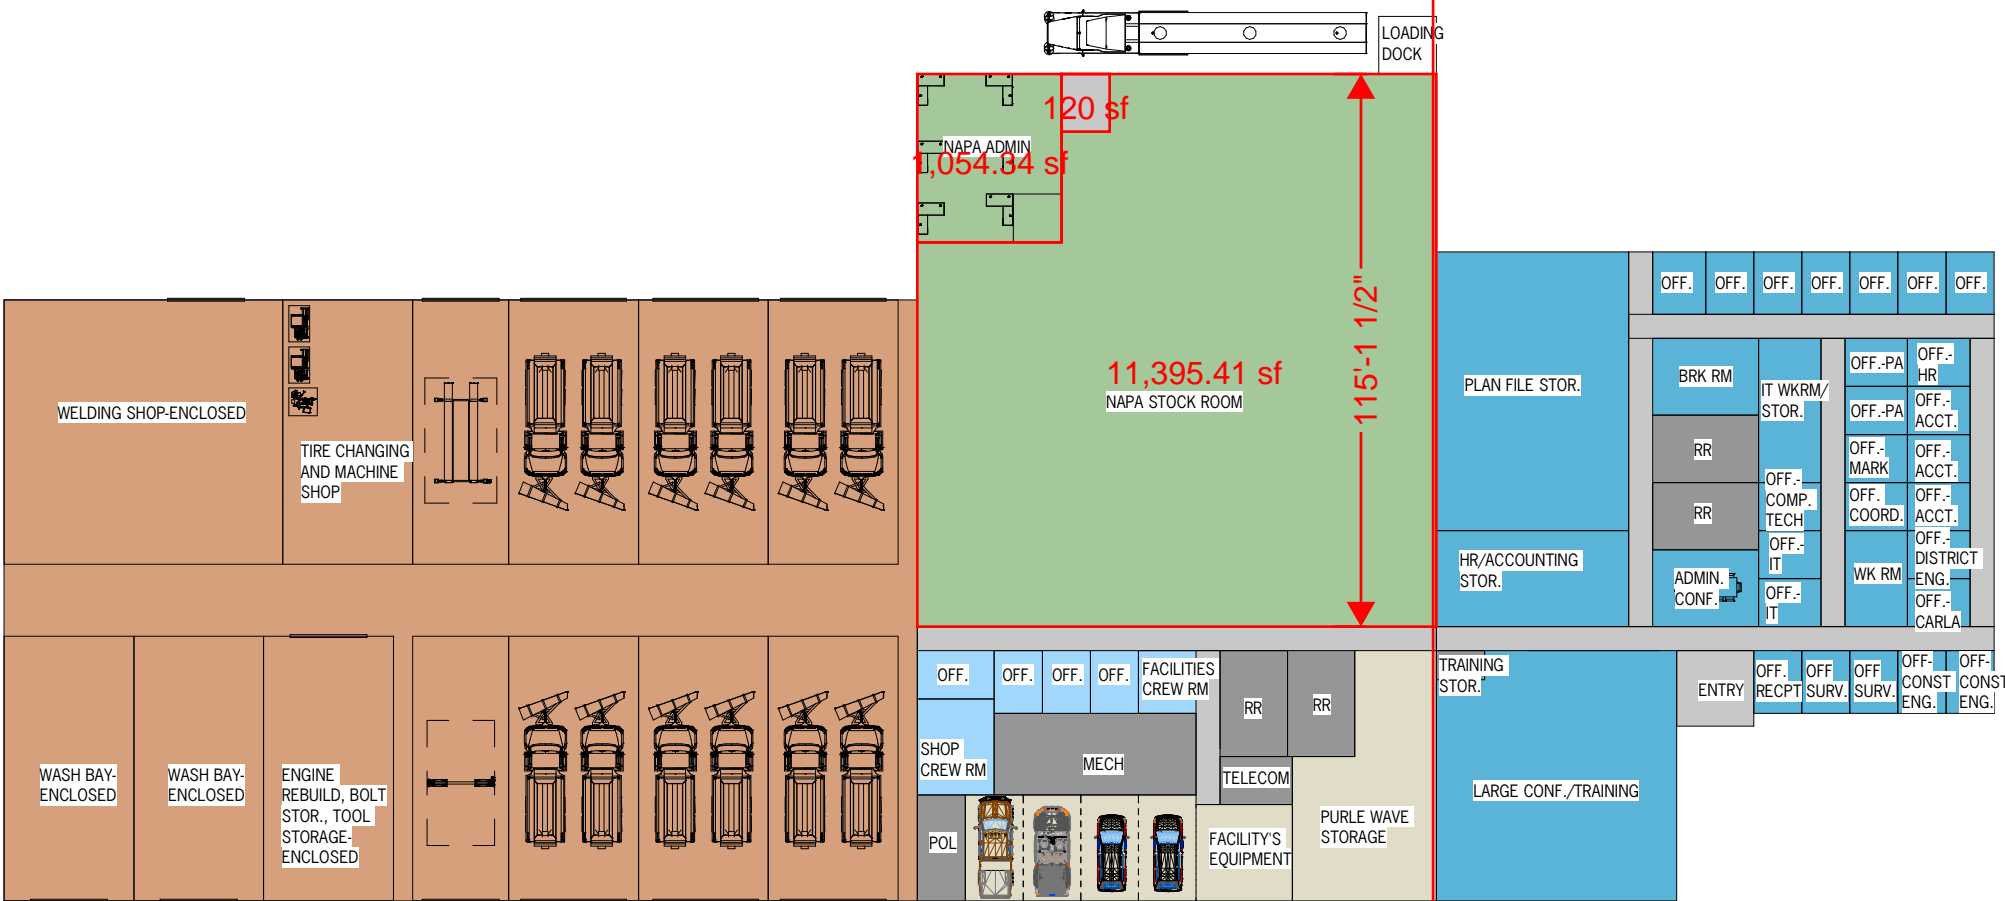 LOADING
DOCK
120 sf
NAPA ADMIN
1,054.34 sf
115'-1 1/2"
11,395.41 sf
NAPA STOCK ROOM
WELDING SHOP-ENCLOSED
TIRE CHANGING
AND MACHINE
SHOP
OFF.
OFF.
OFF.
OFF.
OFF.
OFF.
OFF.
PLAN FILE STOR.
BRK RM
IT WKRM/
STOR.
OFF.-PA
OFF.-
HR
OFF.-PA
OFF.-
ACCT.
RR
OFF.-
MARK
OFF.-
ACCT.
RR
OFF.-
COMP.
TECH
OFF.
COORD.
OFF.-
ACCT.
HR/ACCOUNTING
STOR.
ADMIN.
CONF.
OFF.-
IT
OFF.-
IT
WK RM
OFF.-
DISTRICT
ENG.
OFF.-
CARLA
WASH BAY-
ENCLOSED
WASH BAY-
ENCLOSED
ENGINE
REBUILD, BOLT
STOR., TOOL
STORAGE-
ENCLOSED
OFF.
OFF.
OFF.
OFF.
FACILITIES
CREW RM
RR
RR
SHOP
CREW RM
MECH
TELECOM
POL
FACILITY'S
EQUIPMENT
PURLE WAVE
STORAGE
TRAINING
STOR.
LARGE CONF./TRAINING
ENTRY
OFF.
RECPT
OFF
SURV.
OFF
SURV.
OFF-
CONST
ENG.
OFF-
CONST
ENG.